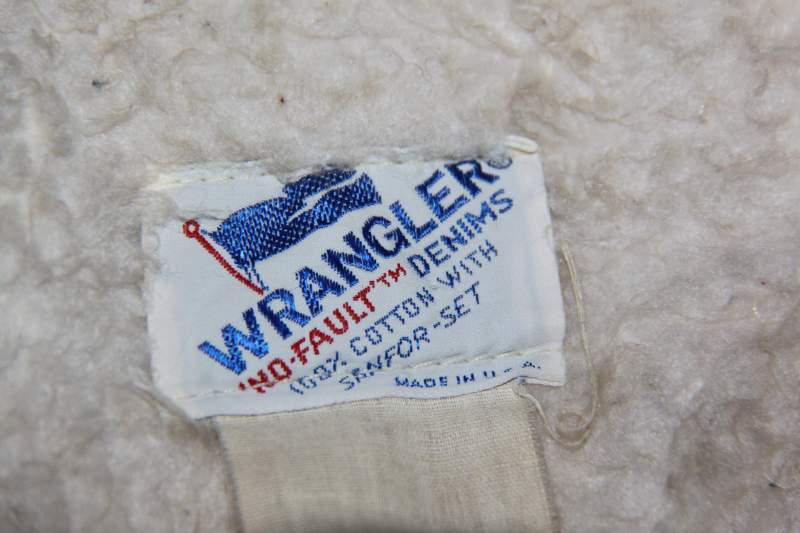 WRANGLER®
'NO-FAULT'™ DENIMS
100% COTTON WITH
SANFOR-SET
MADE IN U.S.A.